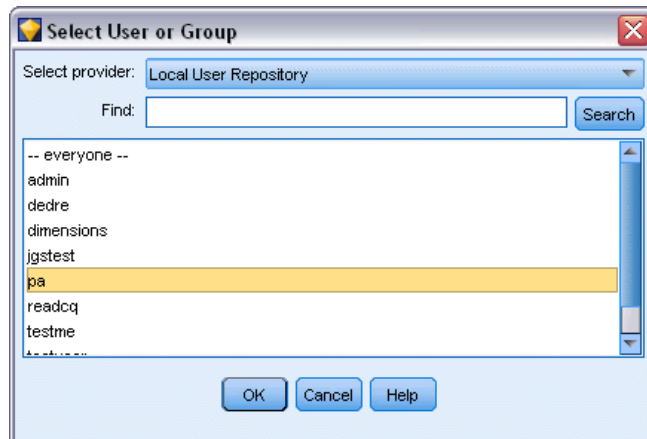 Select User or Group
Select provider: Local User Repository
Find: Search
-- everyone --
admin
dedre
dimensions
jgstest
pa
readcq
testme
OK Cancel Help